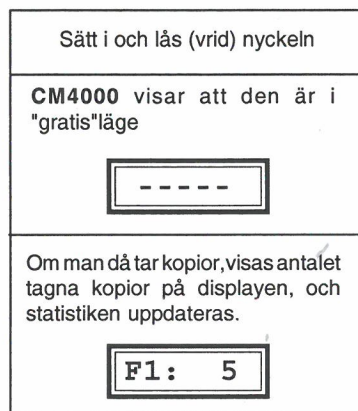 Sätt i och lås (vrid) nyckeln
CM4000 visar att den är i
"gratis"läge
-----
Om man då tar kopior,visas antalet
tagna kopior på displayen, och
statistiken uppdateras.
F1: 5